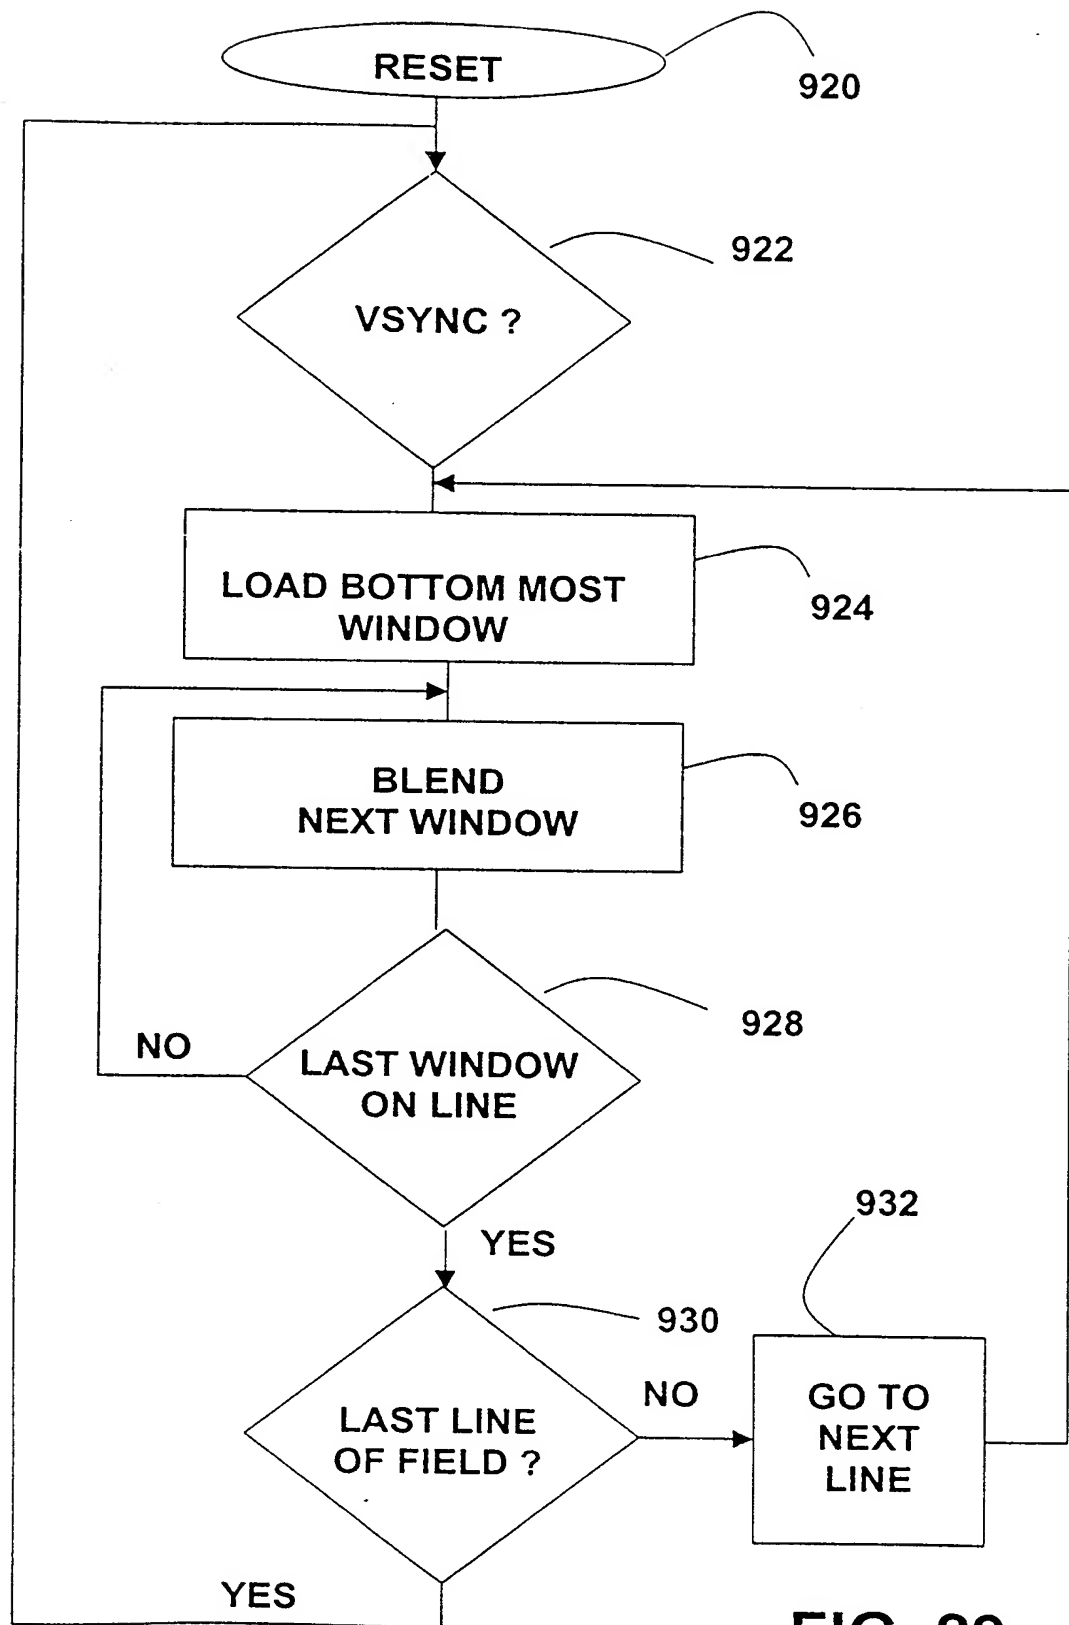 RESET
920
922
VSYNC ?
924
LOAD BOTTOM MOST
WINDOW
926
BLEND
NEXT WINDOW
928
NO
LAST WINDOW
ON LINE
932
YES
930
NO
GO TO
NEXT
LINE
LAST LINE
OF FIELD ?
YES